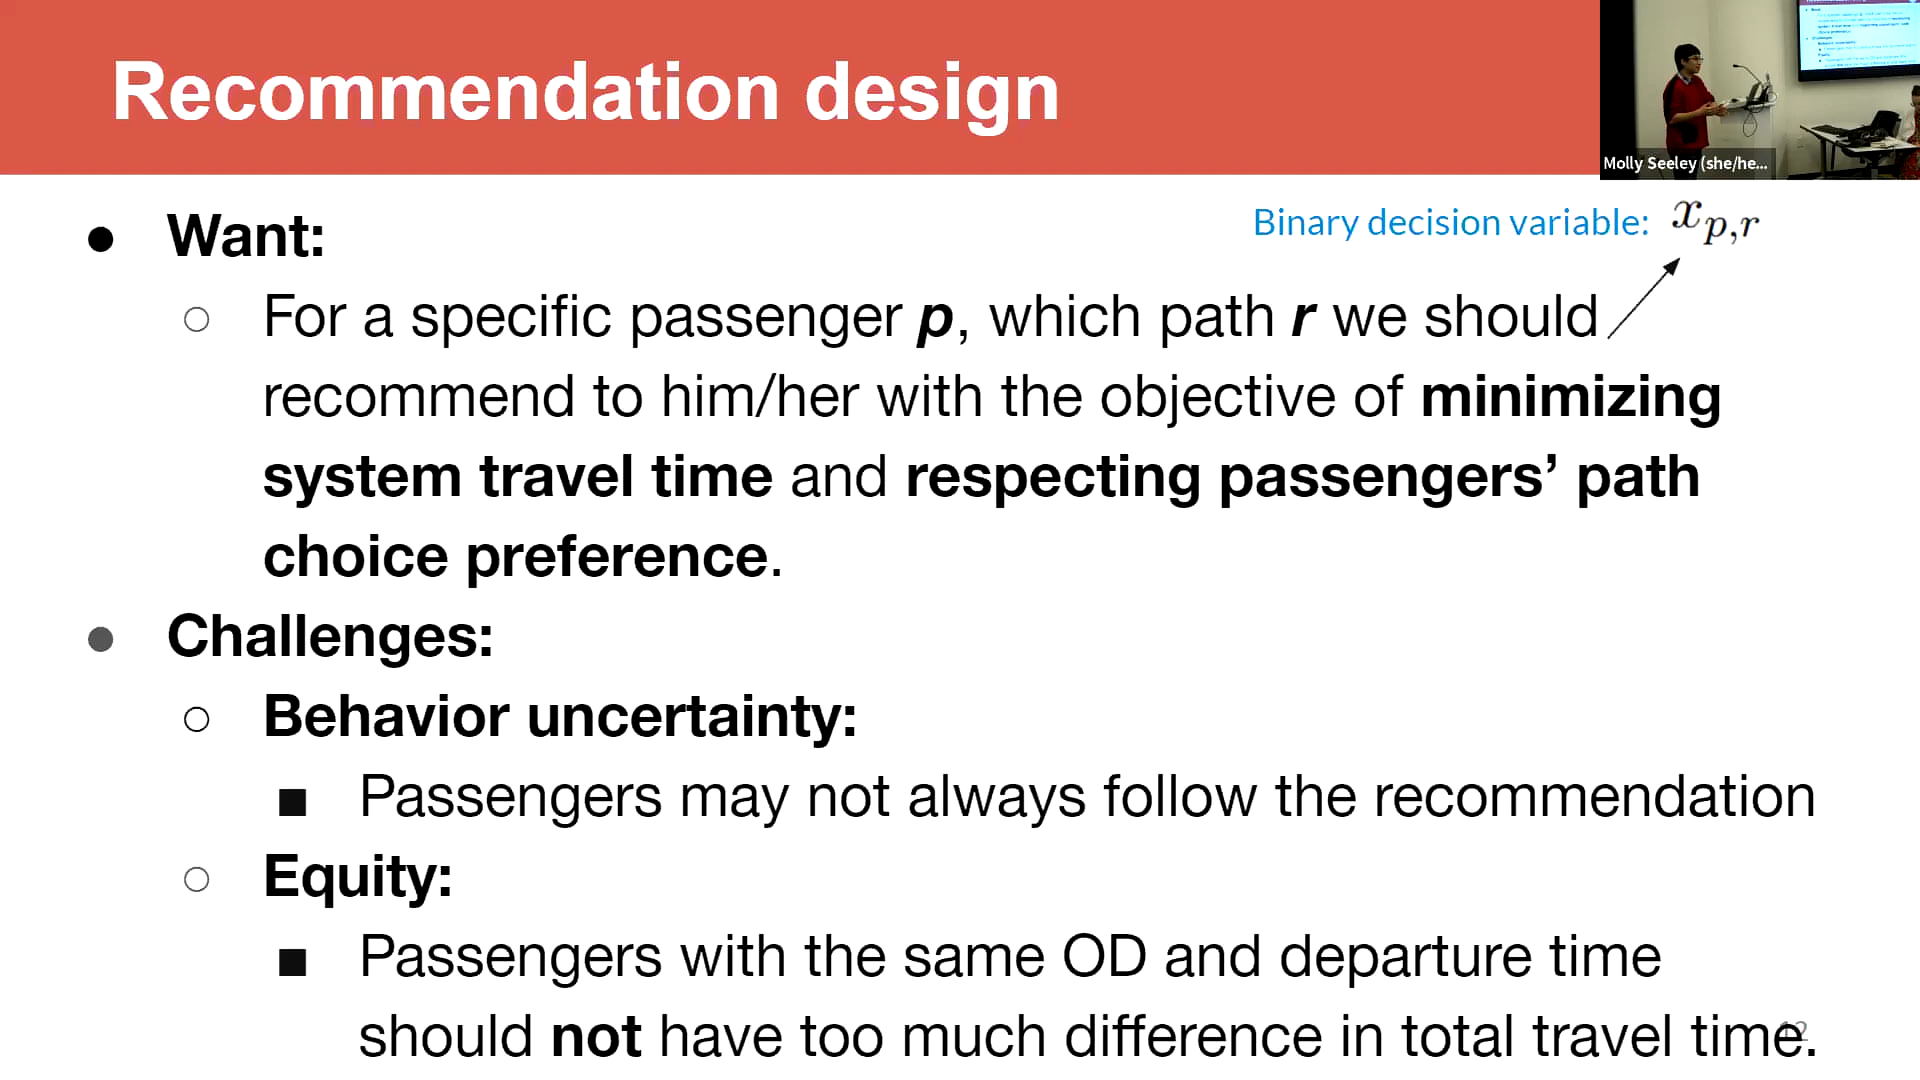 Recommendation design
Molly Seeley (she/he...
Binary decision variable: x_{p,r}
● Want:
○ For a specific passenger p, which path r we should
recommend to him/her with the objective of minimizing
system travel time and respecting passengers’ path
choice preference.
● Challenges:
○ Behavior uncertainty:
■ Passengers may not always follow the recommendation
○ Equity:
■ Passengers with the same OD and departure time
should not have too much difference in total travel time.
12